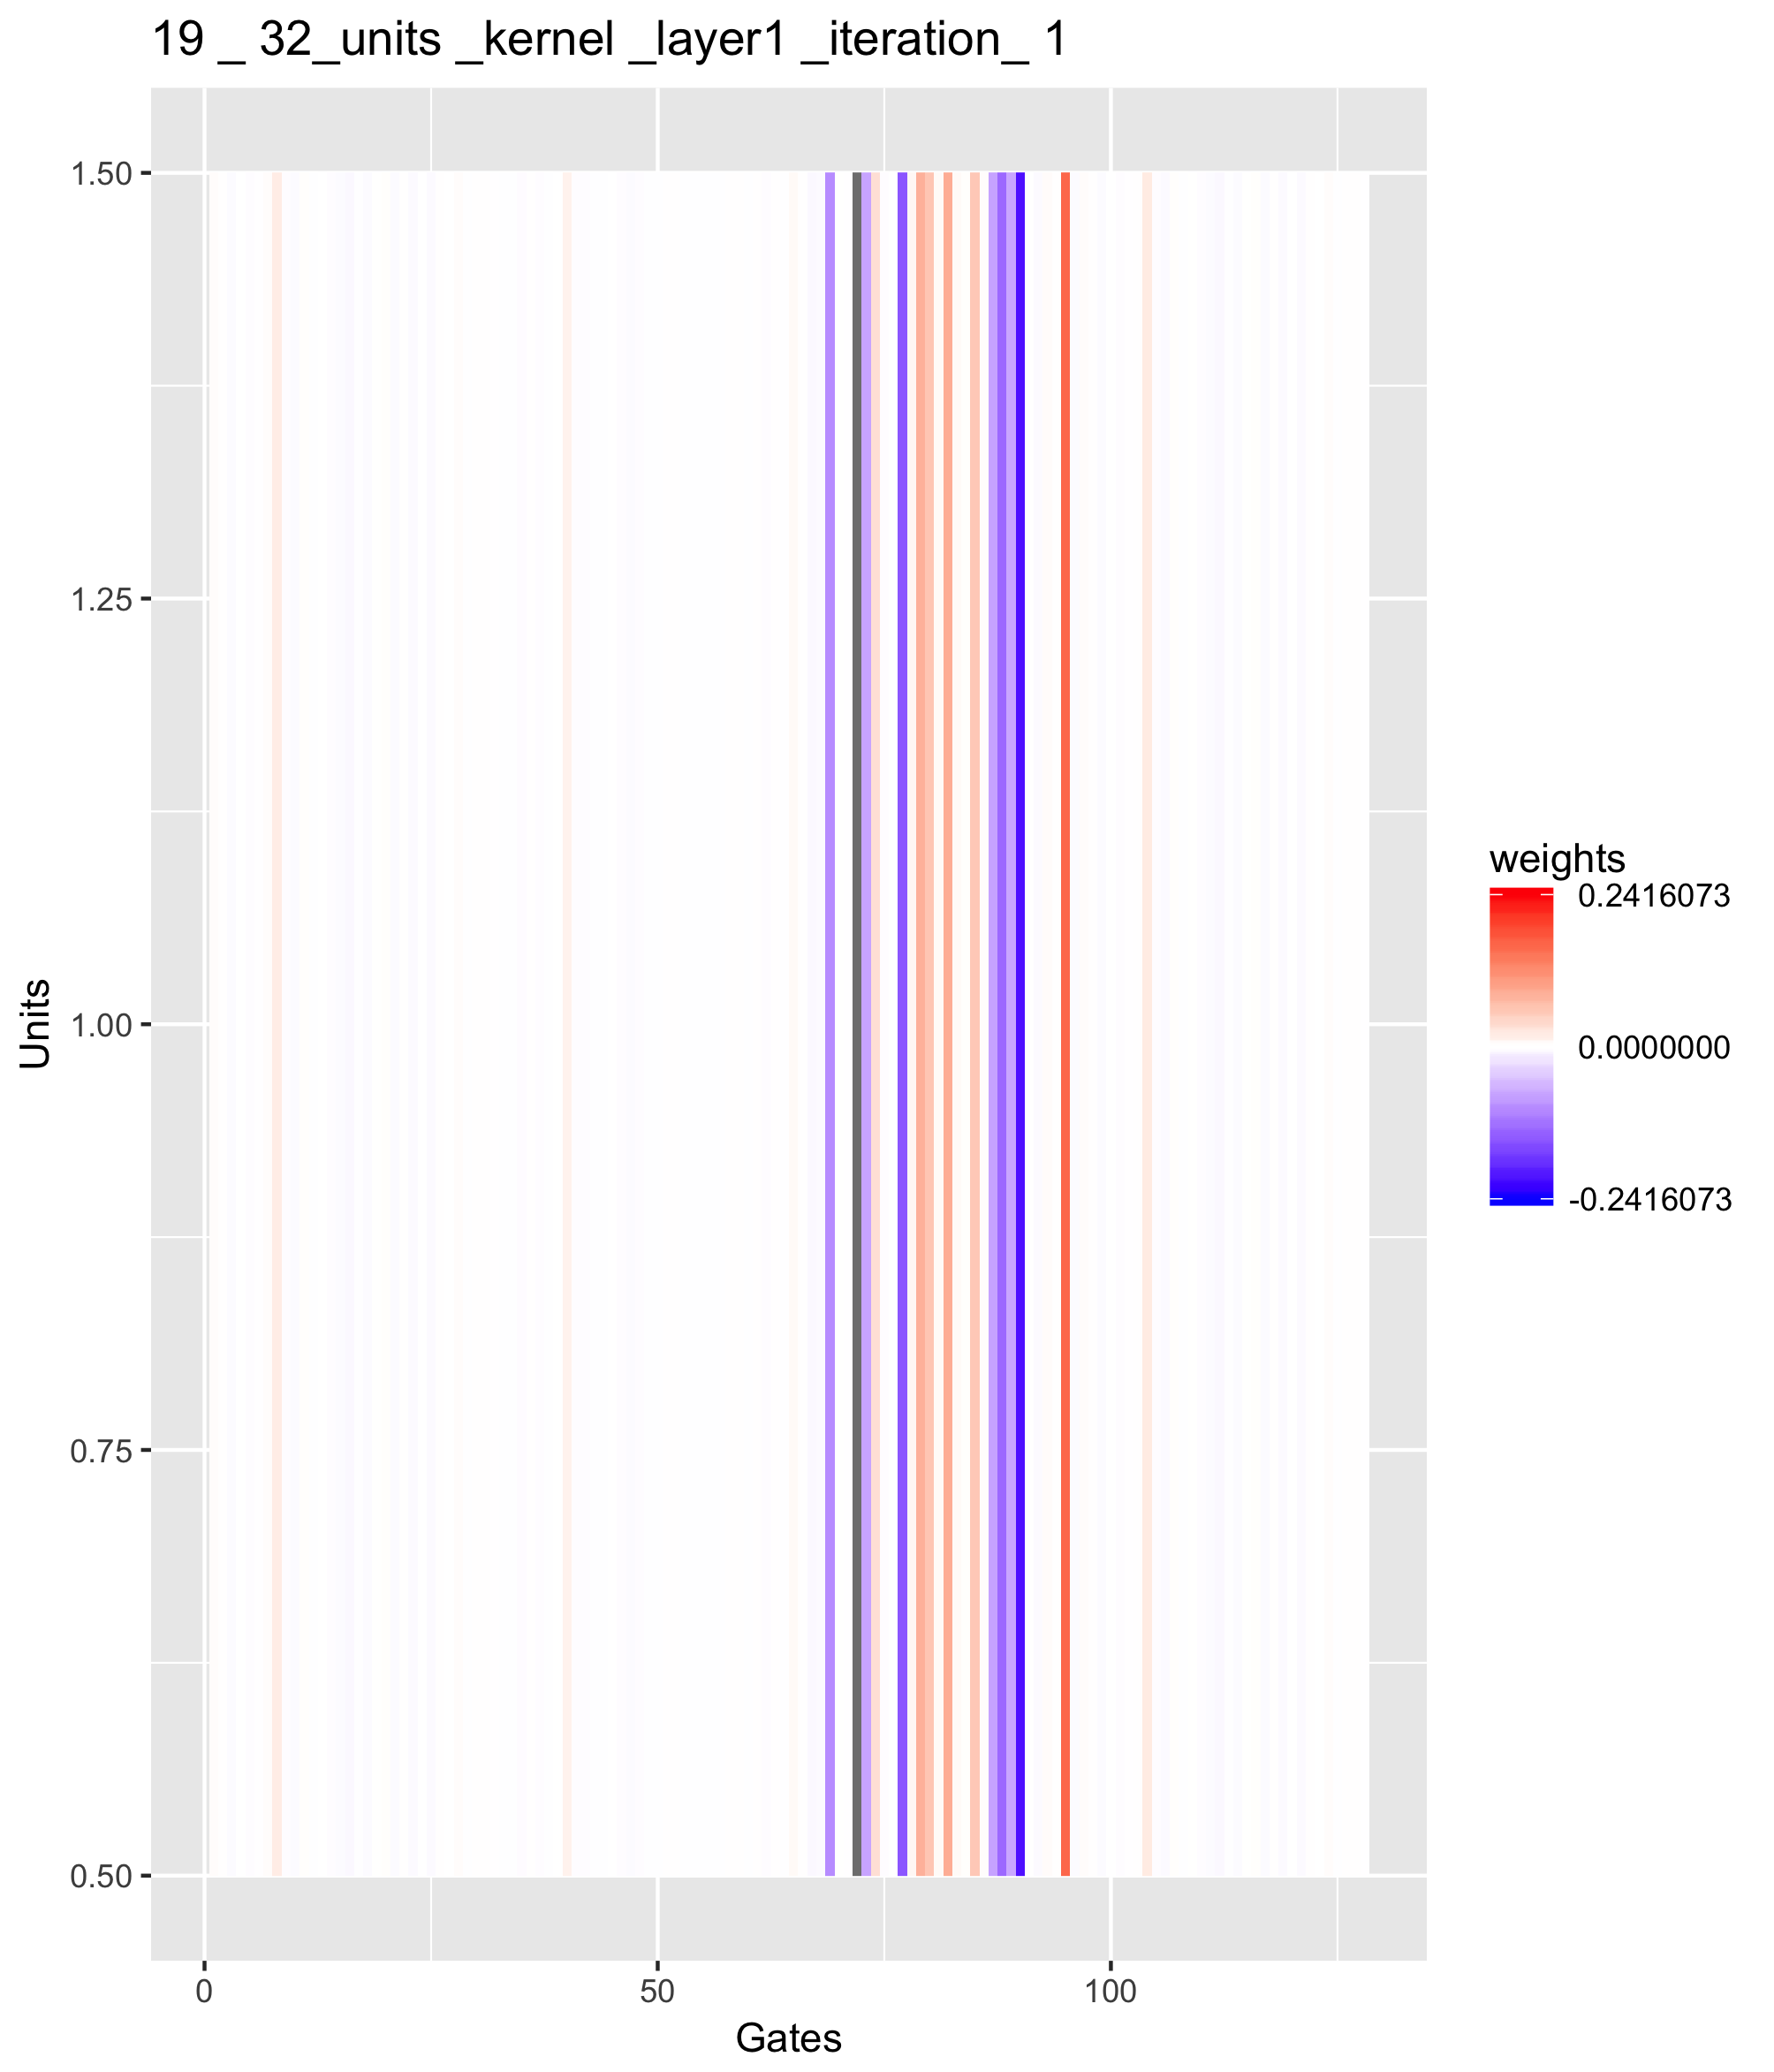 19 _ 32_units _kernel _layer1 _iteration_ 1
1.50
1.25
1.00
0.75
0.50
Units
0
50
100
Gates
weights
0.2416073
0.0000000
-0.2416073